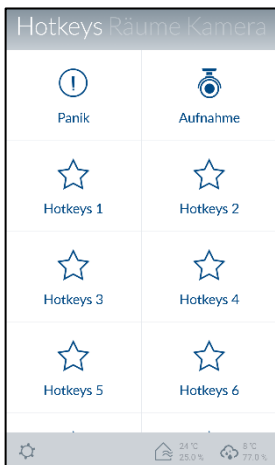 Hotkeys Räume Kamera
Panik Aufnahme
Hotkeys 1 Hotkeys 2
Hotkeys 3 Hotkeys 4
Hotkeys 5 Hotkeys 6
24 °C 8 °C
25.0 % 77.0 %